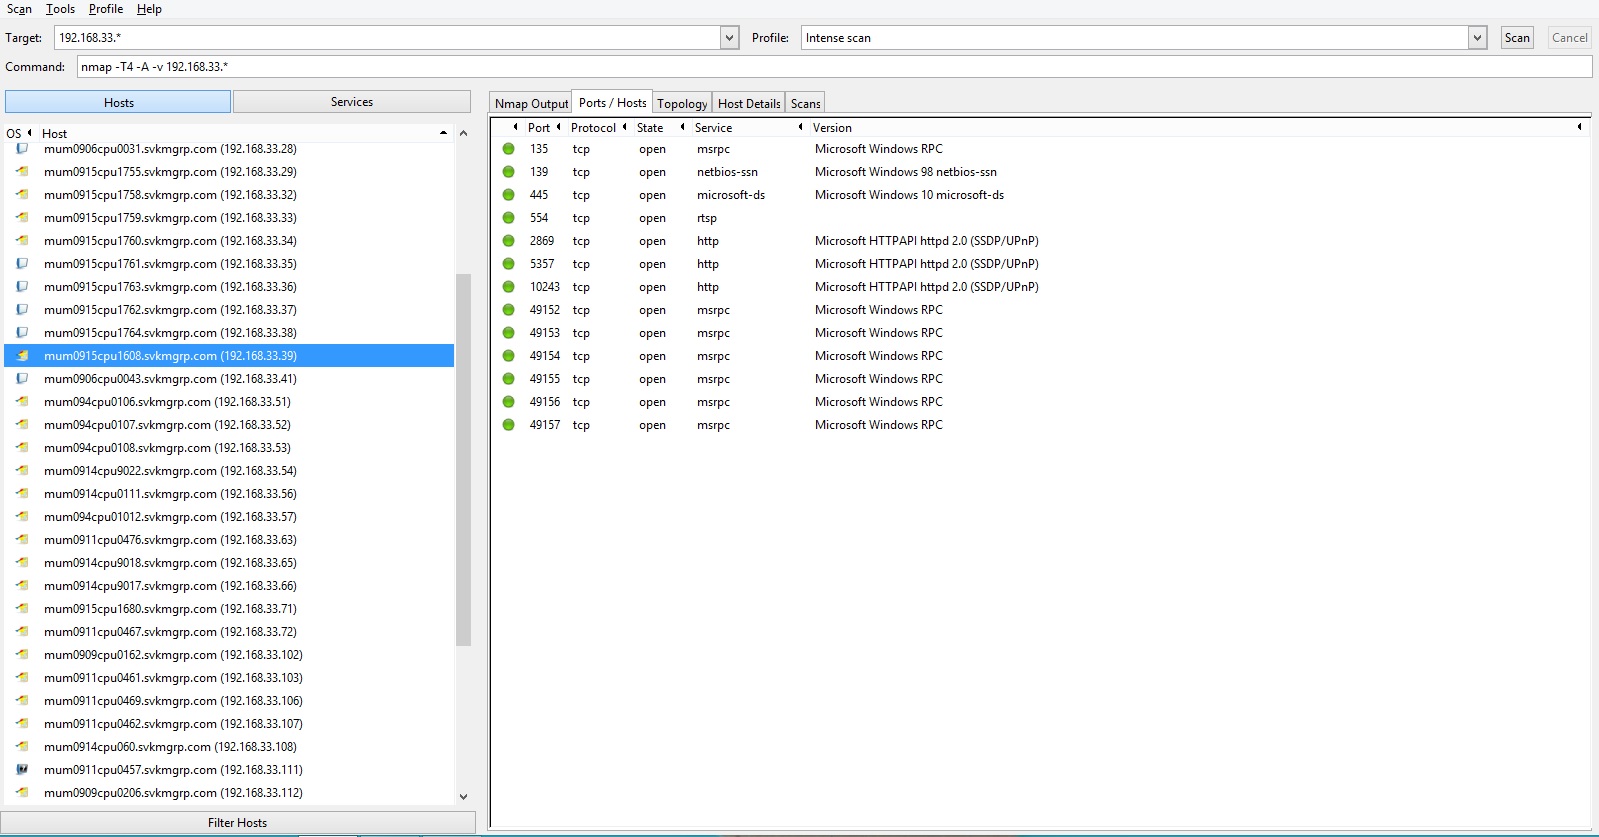 Scan Tools Profile Help
Target: 192.168.33.* Profile: Intense scan Scan Cancel
Command: nmap -T4 -A -v 192.168.33.*
Hosts Services
OS Host
mum0906cpu0031.svkmgrp.com (192.168.33.28)
mum0915cpu1755.svkmgrp.com (192.168.33.29)
mum0915cpu1758.svkmgrp.com (192.168.33.32)
mum0915cpu1759.svkmgrp.com (192.168.33.33)
mum0915cpu1760.svkmgrp.com (192.168.33.34)
mum0915cpu1761.svkmgrp.com (192.168.33.35)
mum0915cpu1763.svkmgrp.com (192.168.33.36)
mum0915cpu1762.svkmgrp.com (192.168.33.37)
mum0915cpu1764.svkmgrp.com (192.168.33.38)
mum0915cpu1608.svkmgrp.com (192.168.33.39)
mum0906cpu0043.svkmgrp.com (192.168.33.41)
mum094cpu0106.svkmgrp.com (192.168.33.51)
mum094cpu0107.svkmgrp.com (192.168.33.52)
mum094cpu0108.svkmgrp.com (192.168.33.53)
mum0914cpu9022.svkmgrp.com (192.168.33.54)
mum0914cpu0111.svkmgrp.com (192.168.33.56)
mum094cpu01012.svkmgrp.com (192.168.33.57)
mum0911cpu0476.svkmgrp.com (192.168.33.63)
mum0914cpu9018.svkmgrp.com (192.168.33.65)
mum0914cpu9017.svkmgrp.com (192.168.33.66)
mum0915cpu1680.svkmgrp.com (192.168.33.71)
mum0911cpu0467.svkmgrp.com (192.168.33.72)
mum0909cpu0162.svkmgrp.com (192.168.33.102)
mum0911cpu0461.svkmgrp.com (192.168.33.103)
mum0911cpu0469.svkmgrp.com (192.168.33.106)
mum0911cpu0462.svkmgrp.com (192.168.33.107)
mum0914cpu060.svkmgrp.com (192.168.33.108)
mum0911cpu0457.svkmgrp.com (192.168.33.111)
mum0909cpu0206.svkmgrp.com (192.168.33.112)
Filter Hosts
Nmap Output Ports / Hosts Topology Host Details Scans
Port Protocol State Service Version
135 tcp open msrpc Microsoft Windows RPC
139 tcp open netbios-ssn Microsoft Windows 98 netbios-ssn
445 tcp open microsoft-ds Microsoft Windows 10 microsoft-ds
554 tcp open rtsp
2869 tcp open http Microsoft HTTPAPI httpd 2.0 (SSDP/UPnP)
5357 tcp open http Microsoft HTTPAPI httpd 2.0 (SSDP/UPnP)
10243 tcp open http Microsoft HTTPAPI httpd 2.0 (SSDP/UPnP)
49152 tcp open msrpc Microsoft Windows RPC
49153 tcp open msrpc Microsoft Windows RPC
49154 tcp open msrpc Microsoft Windows RPC
49155 tcp open msrpc Microsoft Windows RPC
49156 tcp open msrpc Microsoft Windows RPC
49157 tcp open msrpc Microsoft Windows RPC